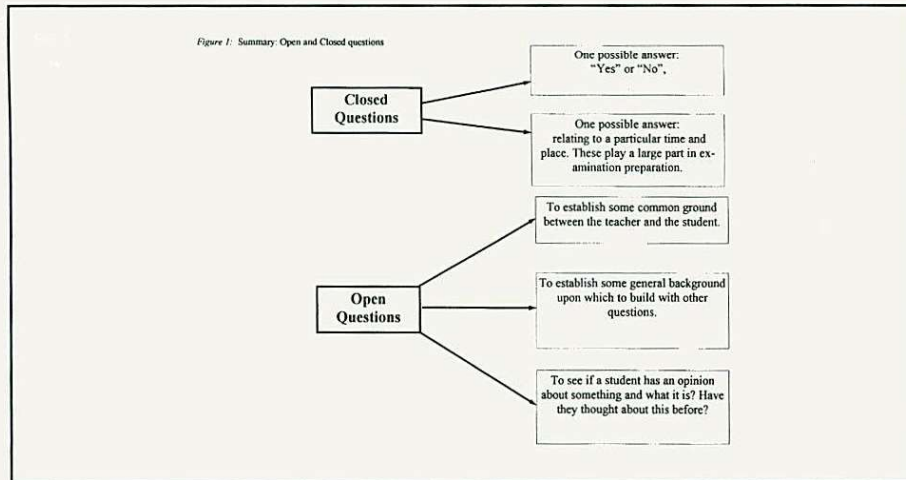 Figure 1: Summary: Open and Closed questions
Closed
Questions
One possible answer:
"Yes" or "No",
One possible answer:
relating to a particular time and
place. These play a large part in ex-
amination preparation.
Open
Questions
To establish some common ground
between the teacher and the student.
To establish some general background
upon which to build with other
questions.
To see if a student has an opinion
about something and what it is? Have
they thought about this before?